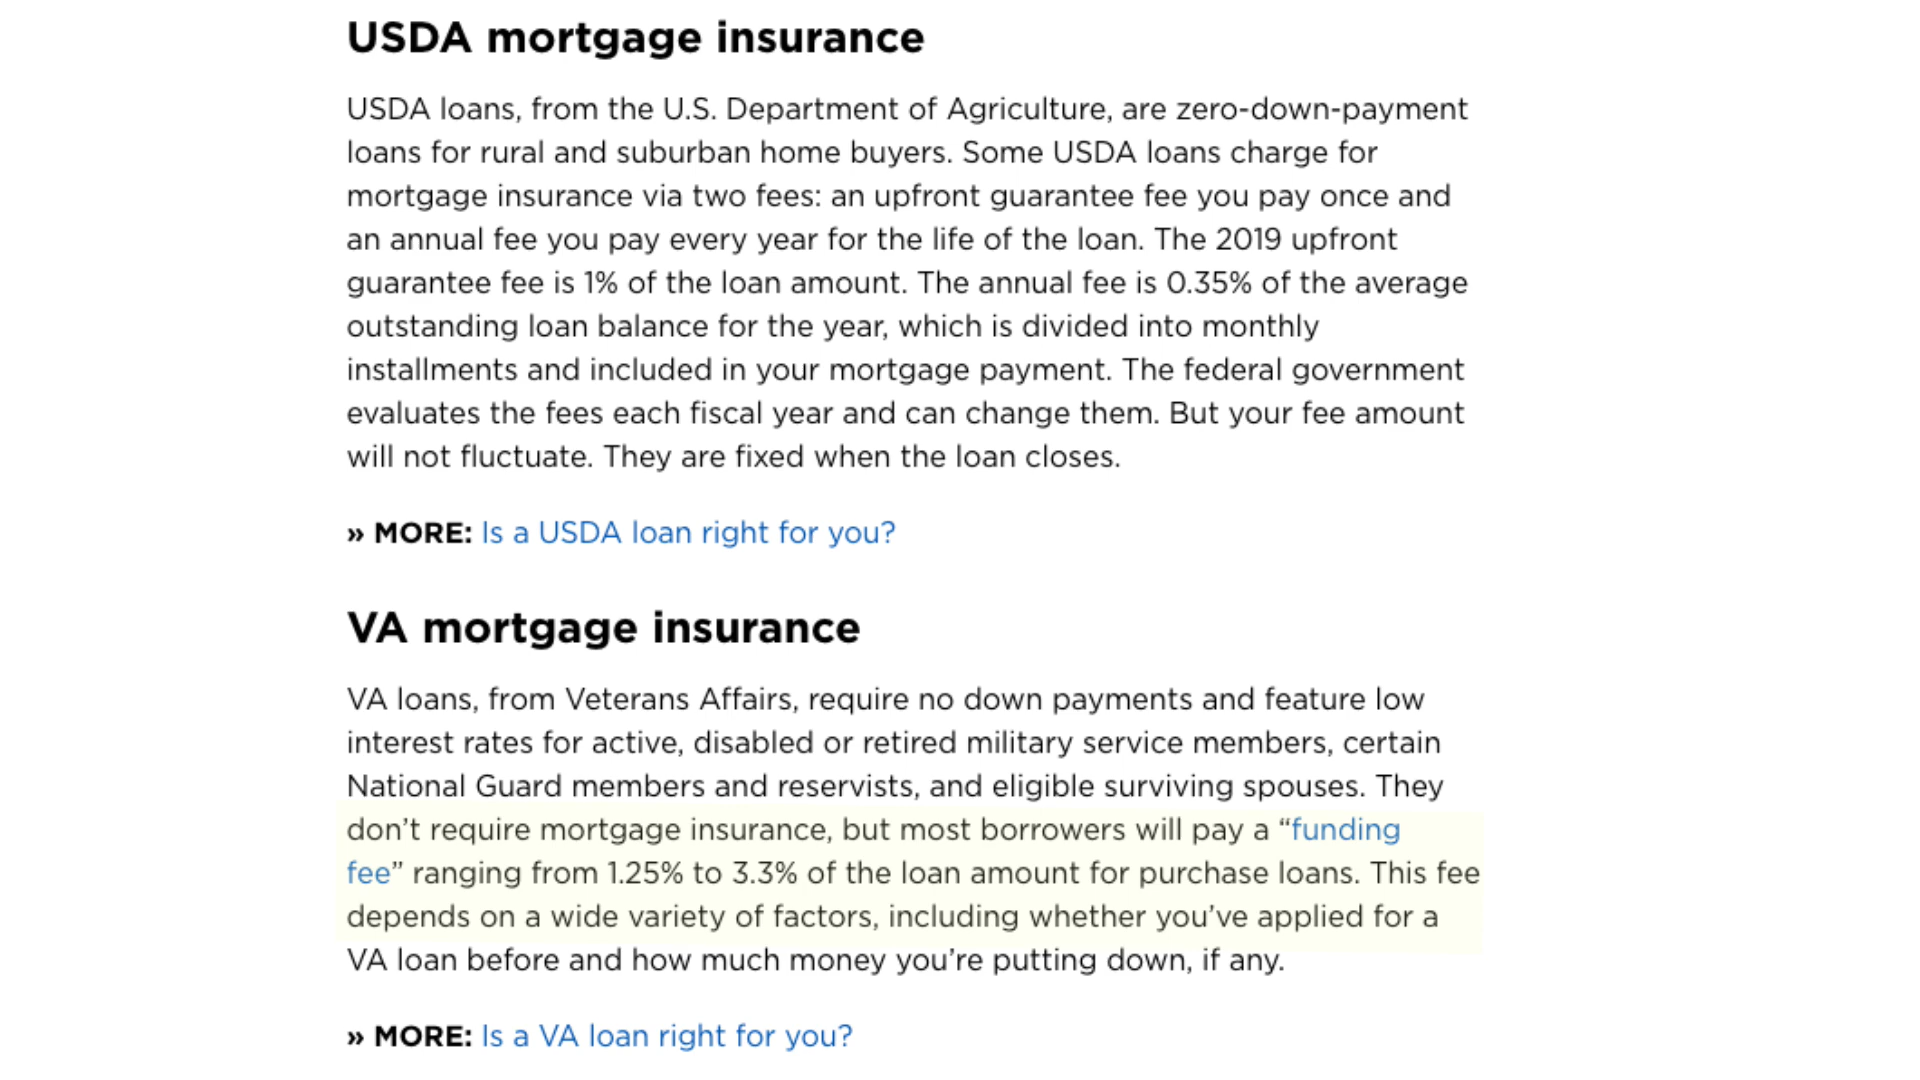 USDA mortgage insurance
USDA loans, from the U.S. Department of Agriculture, are zero-down-payment
loans for rural and suburban home buyers. Some USDA loans charge for
mortgage insurance via two fees: an upfront guarantee fee you pay once and
an annual fee you pay every year for the life of the loan. The 2019 upfront
guarantee fee is 1% of the loan amount. The annual fee is 0.35% of the average
outstanding loan balance for the year, which is divided into monthly
installments and included in your mortgage payment. The federal government
evaluates the fees each fiscal year and can change them. But your fee amount
will not fluctuate. They are fixed when the loan closes.
» MORE: Is a USDA loan right for you?
VA mortgage insurance
VA loans, from Veterans Affairs, require no down payments and feature low
interest rates for active, disabled or retired military service members, certain
National Guard members and reservists, and eligible surviving spouses. They
don’t require mortgage insurance, but most borrowers will pay a “funding
fee” ranging from 1.25% to 3.3% of the loan amount for purchase loans. This fee
depends on a wide variety of factors, including whether you’ve applied for a
VA loan before and how much money you’re putting down, if any.
» MORE: Is a VA loan right for you?